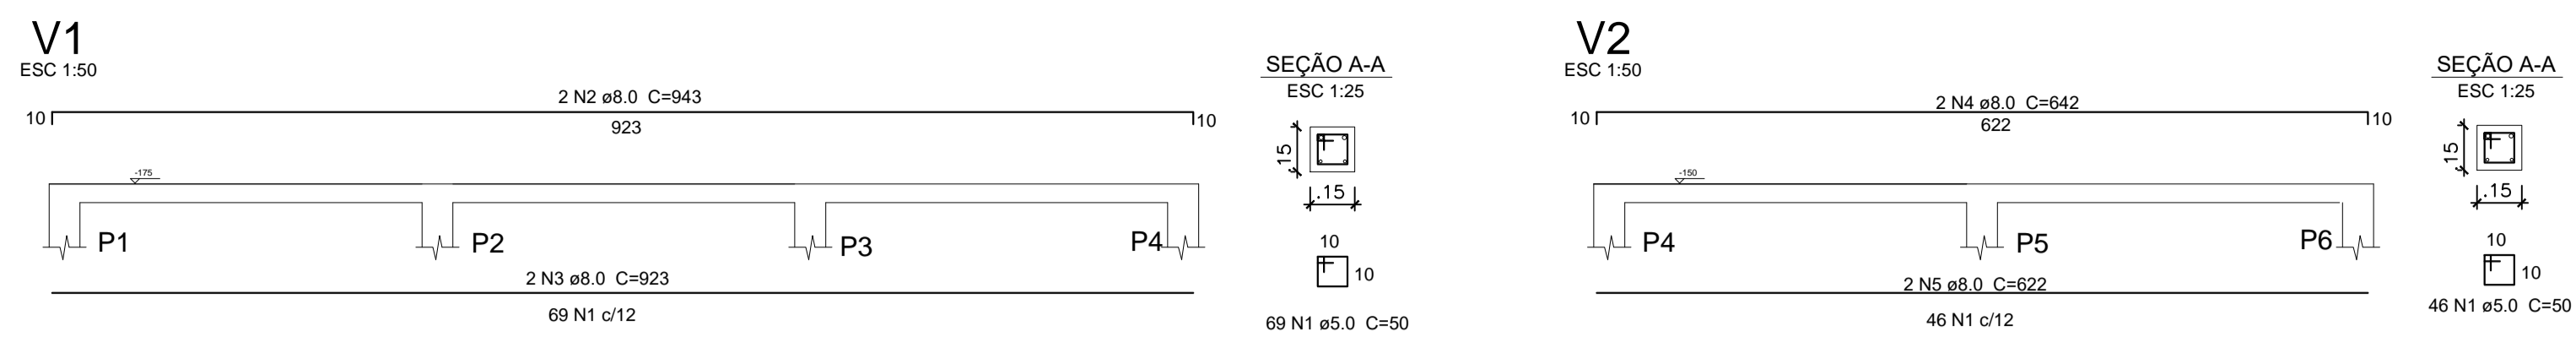 V1
ESC 1:50
2 N2 ø8.0 C=943
10
923
10
-175
P1
P2
P3
P4
2 N3 ø8.0 C=923
69 N1 c/12
SEÇÃO A-A
ESC 1:25
.15
.15
10
10
69 N1 ø5.0 C=50
V2
ESC 1:50
2 N4 ø8.0 C=642
10
622
10
-150
P4
P5
P6
2 N5 ø8.0 C=622
46 N1 c/12
SEÇÃO A-A
ESC 1:25
.15
.15
10
10
46 N1 ø5.0 C=50